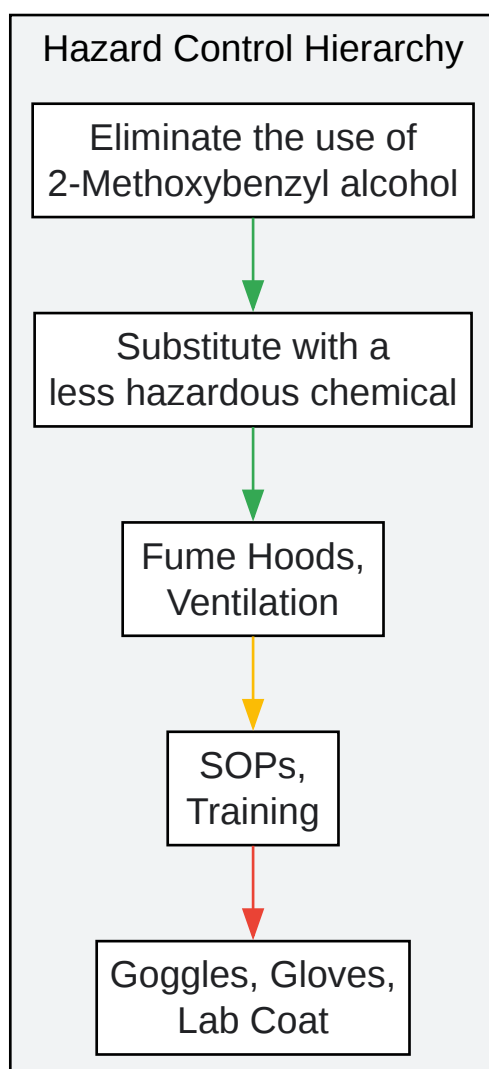 Hazard Control Hierarchy
Eliminate the use of
2-Methoxybenzyl alcohol
Substitute with a
less hazardous chemical
Fume Hoods,
Ventilation
SOPs,
Training
Goggles, Gloves,
Lab Coat